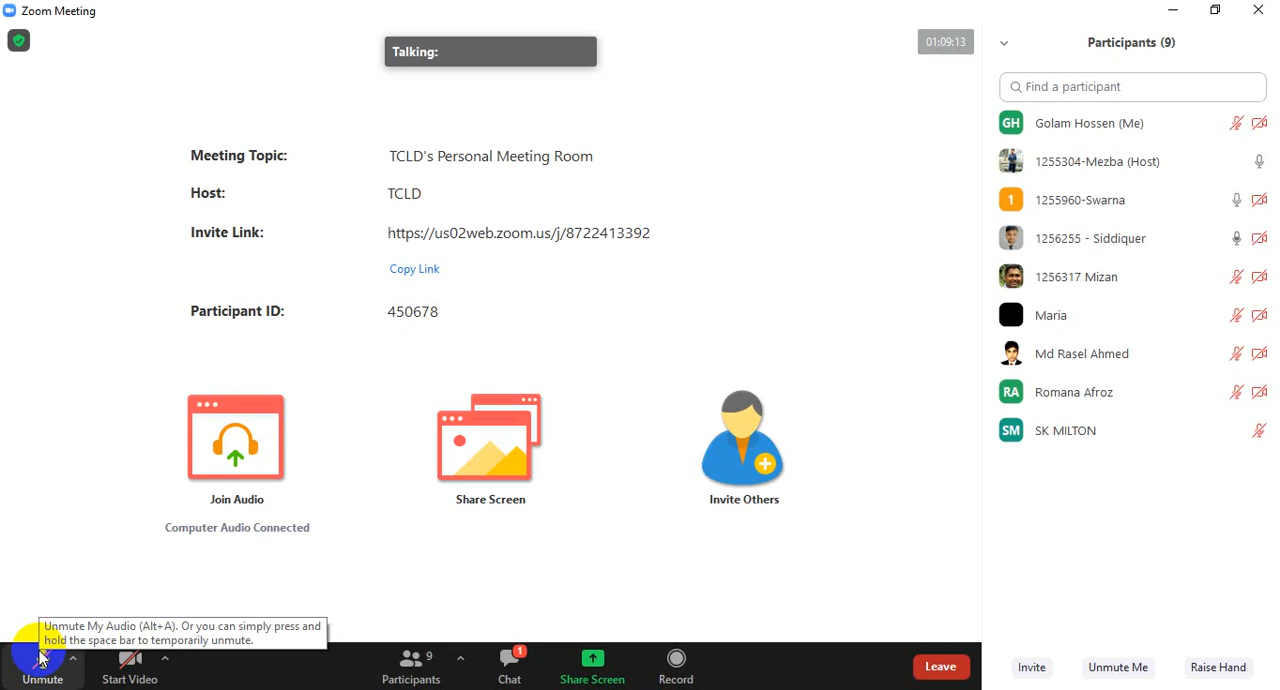 Zoom Meeting
Talking:
01:09:13
Meeting Topic: TCLD's Personal Meeting Room
Host: TCLD
Invite Link: https://us02web.zoom.us/j/8722413392
Copy Link
Participant ID: 450678
Join Audio
Computer Audio Connected
Share Screen
Invite Others
Unmute My Audio (Alt+A). Or you can simply press and
hold the space bar to temporarily unmute.
Unmute
Start Video
9
Participants
1
Chat
Share Screen
Record
Leave
Participants (9)
Find a participant
GH Golam Hossen (Me)
1255304-Mezba (Host)
1 1255960-Swarna
1256255 - Siddiquer
1256317 Mizan
Maria
Md Rasel Ahmed
RA Romana Afroz
SM SK MILTON
Invite
Unmute Me
Raise Hand